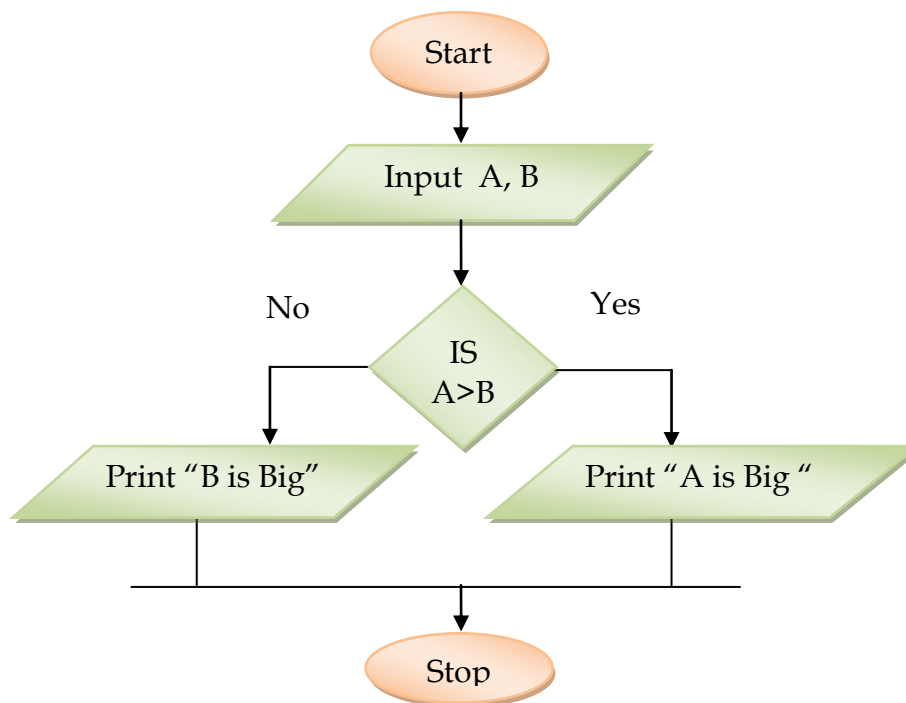 Start
Input A, B
No
Yes
IS
A>B
Print “B is Big”
Print “A is Big “
Stop